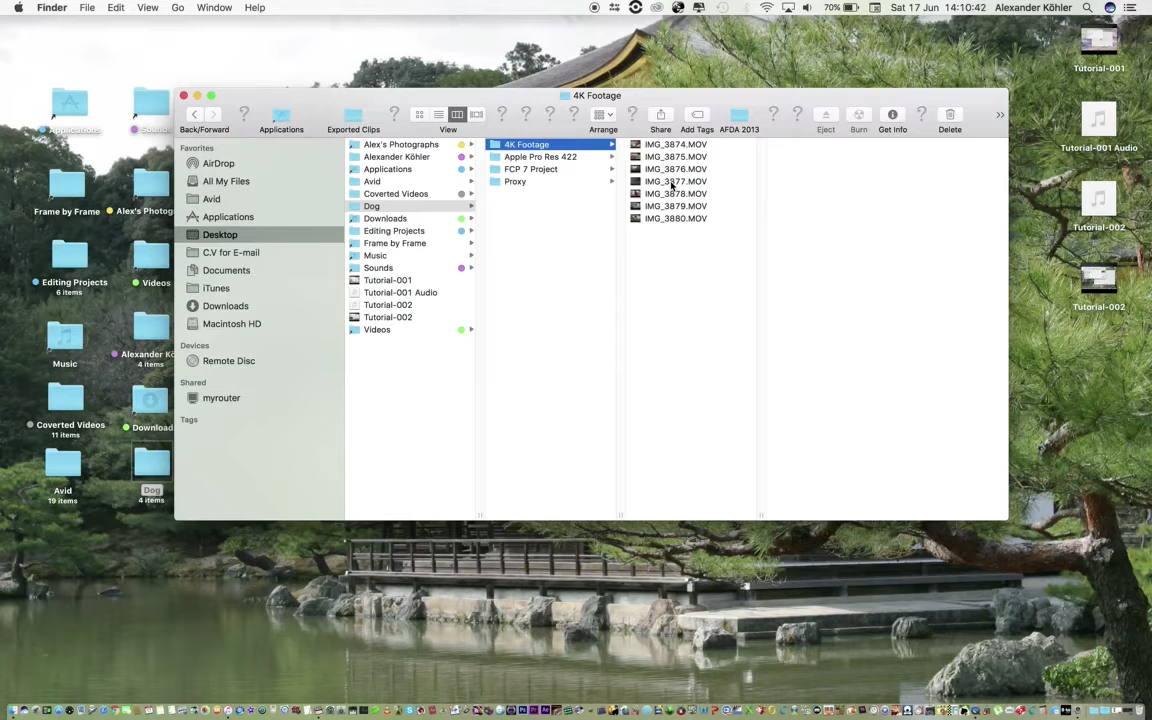 Finder File Edit View Go Window Help
70% Sat 17 Jun 14:10:42 Alexander Köhler
4K Footage
Back/Forward Applications Exported Clips View Arrange Share Add Tags AFDA 2013 Eject Burn Get Info Delete
Favorites
AirDrop
All My Files
Avid
Applications
Desktop
C.V for E-mail
Documents
iTunes
Downloads
Macintosh HD
Devices
Remote Disc
Shared
myrouter
Tags
Alex's Photographs
Alexander Köhler
Applications
Avid
Coverted Videos
Dog
Downloads
Editing Projects
Frame by Frame
Music
Sounds
Tutorial-001
Tutorial-001 Audio
Tutorial-002
Tutorial-002
Videos
4K Footage
Apple Pro Res 422
FCP 7 Project
Proxy
IMG_3874.MOV
IMG_3875.MOV
IMG_3876.MOV
IMG_3877.MOV
IMG_3878.MOV
IMG_3879.MOV
IMG_3880.MOV
Applications
Frame by Frame
Alex's Photog
Editing Projects
6 items
Videos
Music
Alexander Kö
4 items
Coverted Videos
11 items
Download
Avid
19 items
Dog
4 items
Tutorial-001
Tutorial-001 Audio
Tutorial-002
Tutorial-002